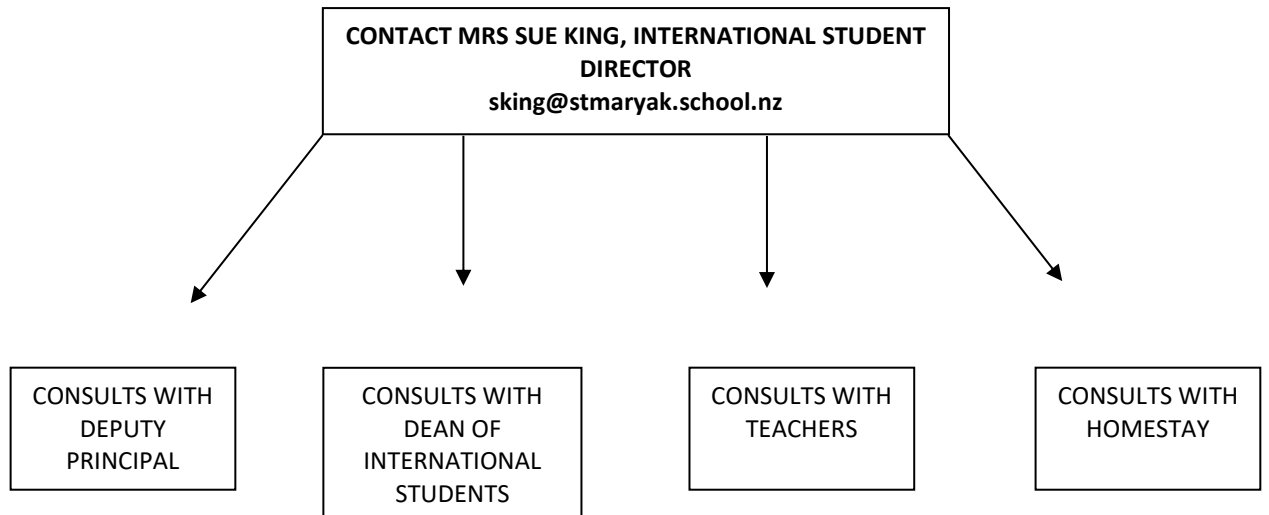 CONTACT MRS SUE KING, INTERNATIONAL STUDENT
DIRECTOR
sking@stmaryak.school.nz
CONSULTS WITH
DEPUTY
PRINCIPAL
CONSULTS WITH
DEAN OF
INTERNATIONAL
STUDENTS
CONSULTS WITH
TEACHERS
CONSULTS WITH
HOMESTAY